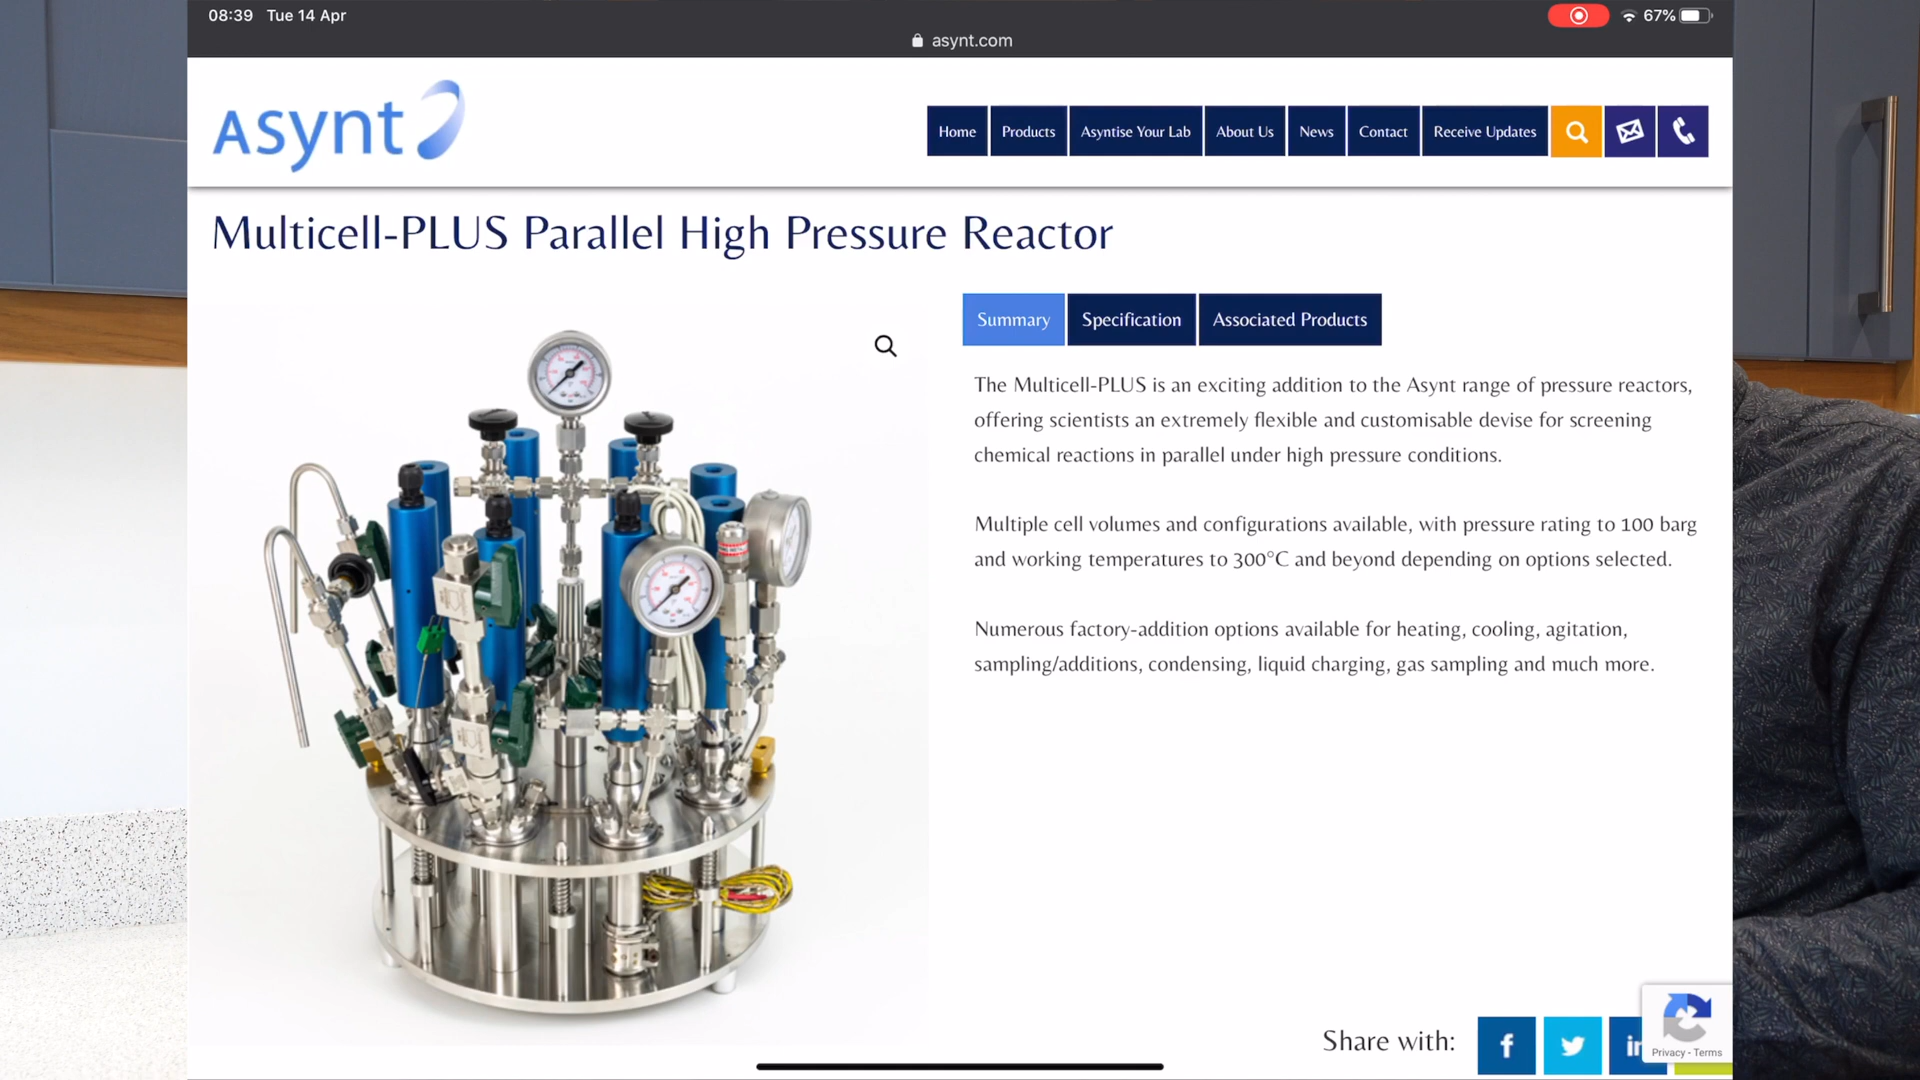 08:39 Tue 14 Apr
67%
asynt.com
Asynt
Home Products Asyntise Your Lab About Us News Contact Receive Updates
Multicell-PLUS Parallel High Pressure Reactor
Summary Specification Associated Products
The Multicell-PLUS is an exciting addition to the Asynt range of pressure reactors,
offering scientists an extremely flexible and customisable devise for screening
chemical reactions in parallel under high pressure conditions.
Multiple cell volumes and configurations available, with pressure rating to 100 barg
and working temperatures to 300°C and beyond depending on options selected.
Numerous factory-addition options available for heating, cooling, agitation,
sampling/additions, condensing, liquid charging, gas sampling and much more.
Share with:
f
in
Privacy - Terms